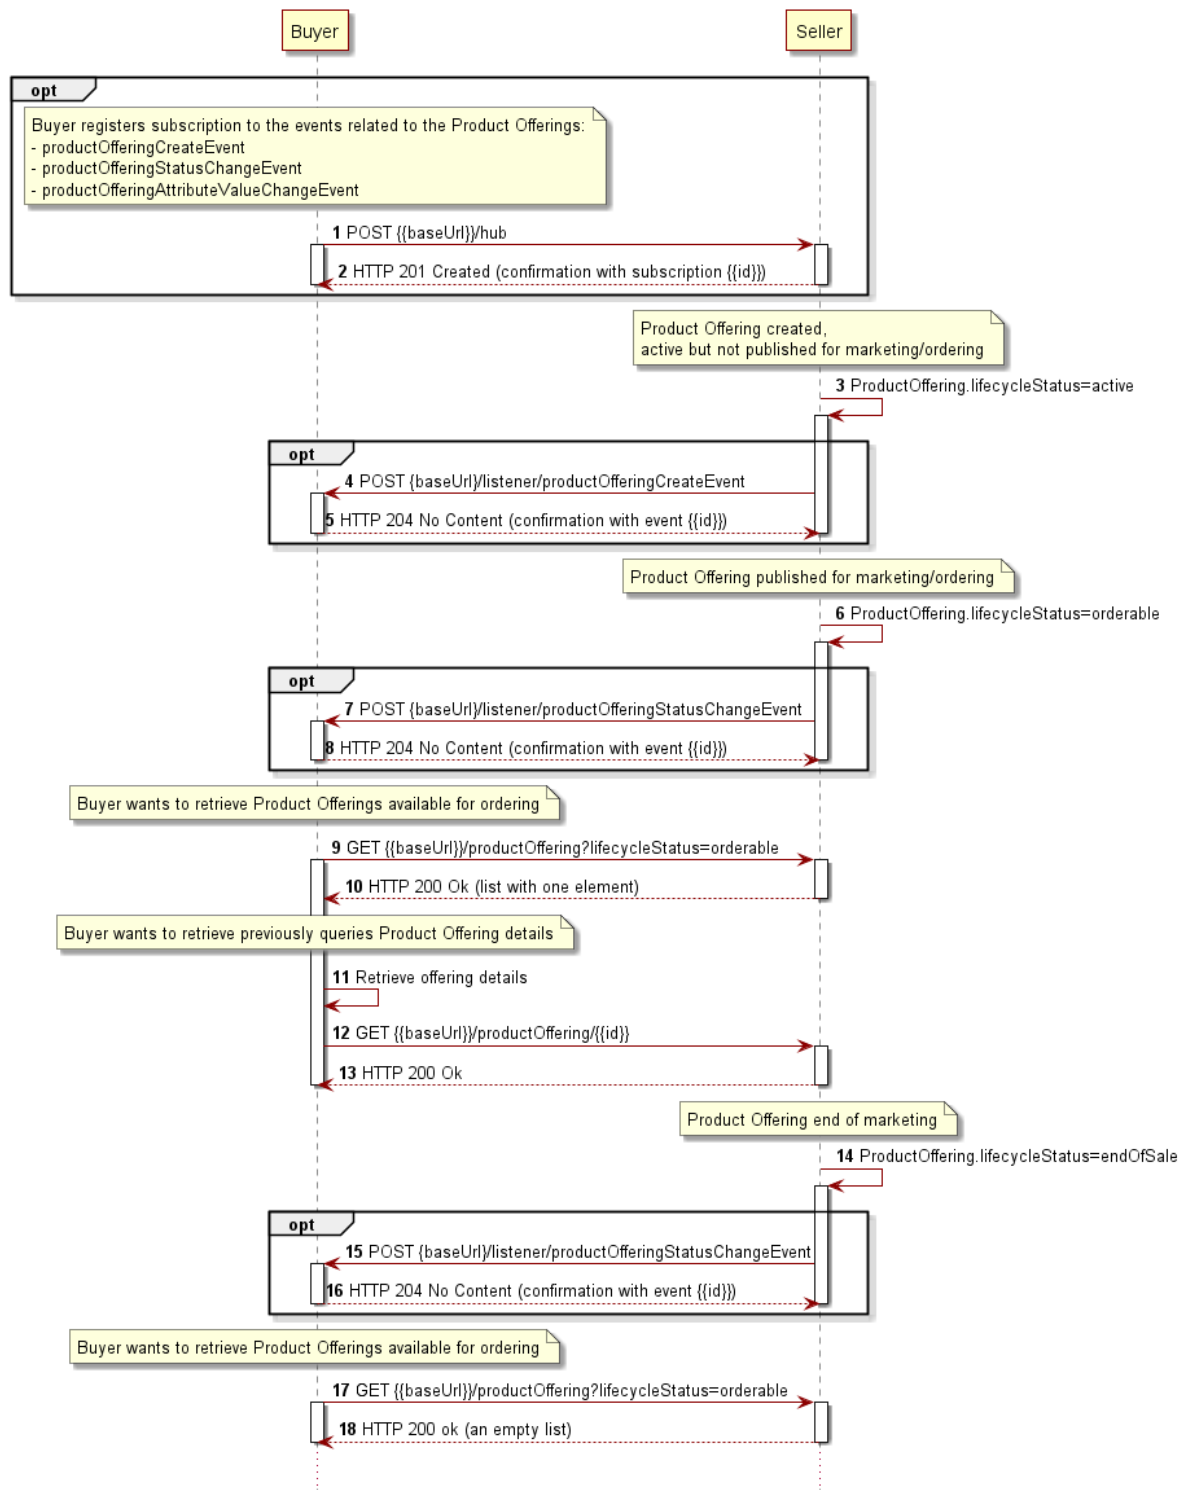 Buyer
Seller
opt
Buyer registers subscription to the events related to the Product Offerings:
- productOfferingCreateEvent
- productOfferingStatusChangeEvent
- productOfferingAttributeValueChangeEvent
1 POST {{baseUrl}}/hub
2 HTTP 201 Created (confirmation with subscription {{id}})
Product Offering created,
active but not published for marketing/ordering
3 ProductOffering.lifecycleStatus=active
opt
4 POST {baseUrl}/listener/productOfferingCreateEvent
5 HTTP 204 No Content (confirmation with event {{id}})
Product Offering published for marketing/ordering
6 ProductOffering.lifecycleStatus=orderable
opt
7 POST {baseUrl}/listener/productOfferingStatusChangeEvent
8 HTTP 204 No Content (confirmation with event {{id}})
Buyer wants to retrieve Product Offerings available for ordering
9 GET {{baseUrl}}/productOffering?lifecycleStatus=orderable
10 HTTP 200 Ok (list with one element)
Buyer wants to retrieve previously queries Product Offering details
11 Retrieve offering details
12 GET {{baseUrl}}/productOffering/{{id}}
13 HTTP 200 Ok
Product Offering end of marketing
14 ProductOffering.lifecycleStatus=endOfSale
opt
15 POST {baseUrl}/listener/productOfferingStatusChangeEvent
16 HTTP 204 No Content (confirmation with event {{id}})
Buyer wants to retrieve Product Offerings available for ordering
17 GET {{baseUrl}}/productOffering?lifecycleStatus=orderable
18 HTTP 200 ok (an empty list)